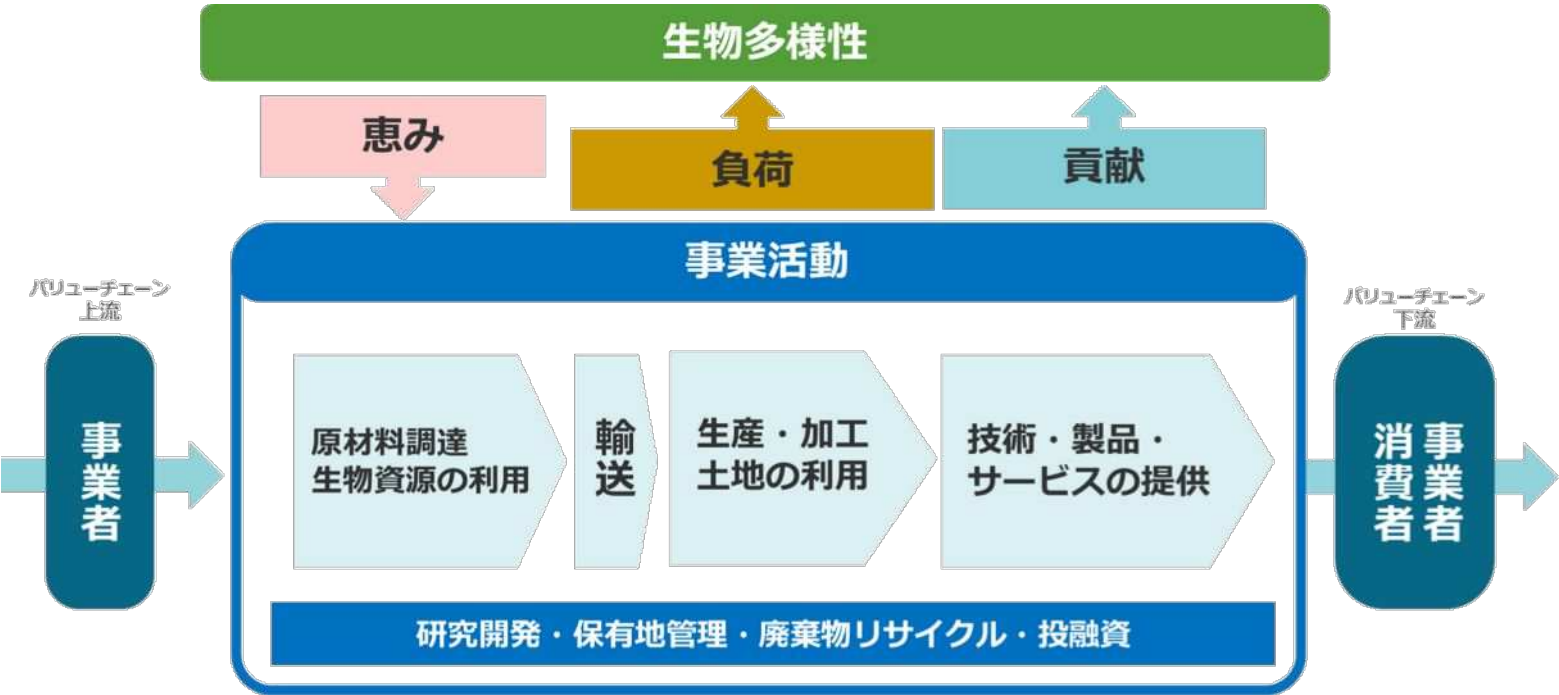 生物多様性
恵み
負荷
貢献
事業活動
バリューチェーン
上流
事業者
原材料調達
生物資源の利用
輸送
生産・加工
土地の利用
技術・製品・
サービスの提供
研究開発・保有地管理・廃棄物リサイクル・投融資
バリューチェーン
下流
事業者
消費者